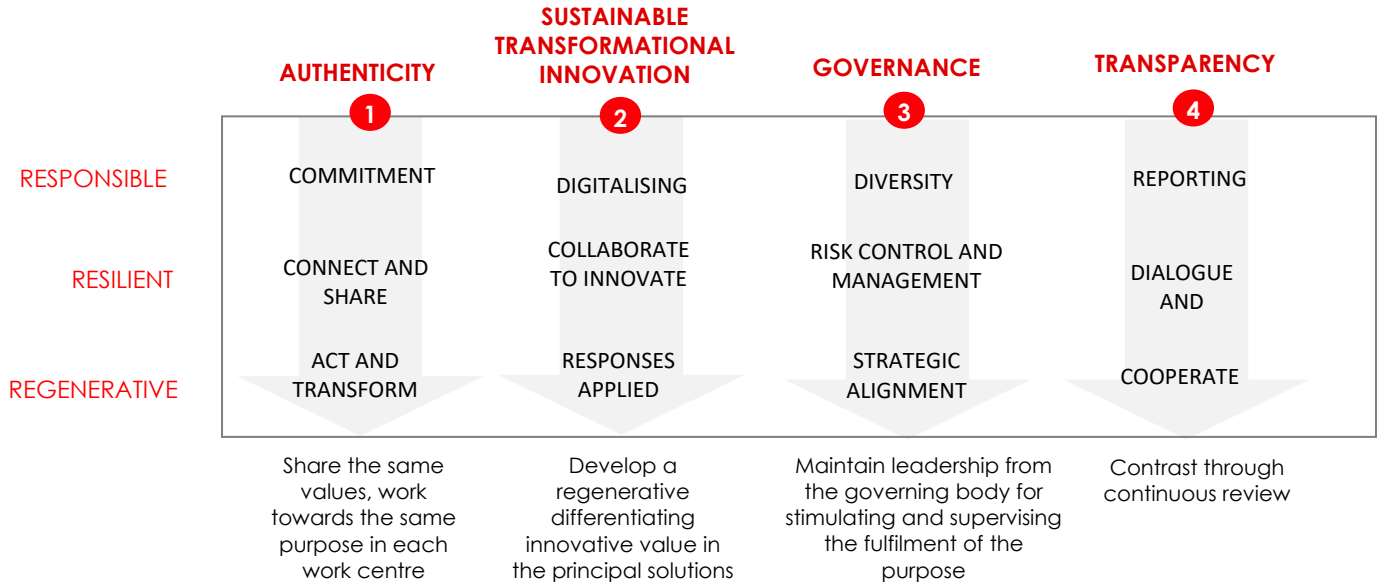 SUSTAINABLE
TRANSFORMATIONAL
INNOVATION
AUTHENTICITY
GOVERNANCE
TRANSPARENCY
1
2
3
4
RESPONSIBLE
COMMITMENT
DIGITALISING
DIVERSITY
REPORTING
RESILIENT
CONNECT AND
SHARE
COLLABORATE
TO INNOVATE
RISK CONTROL AND
MANAGEMENT
DIALOGUE
AND
REGENERATIVE
ACT AND
TRANSFORM
RESPONSES
APPLIED
STRATEGIC
ALIGNMENT
COOPERATE
Share the same
values, work
towards the same
purpose in each
work centre
Develop a
regenerative
differentiating
innovative value in
the principal solutions
Maintain leadership from
the governing body for
stimulating and supervising
the fulfilment of the
purpose
Contrast through
continuous review